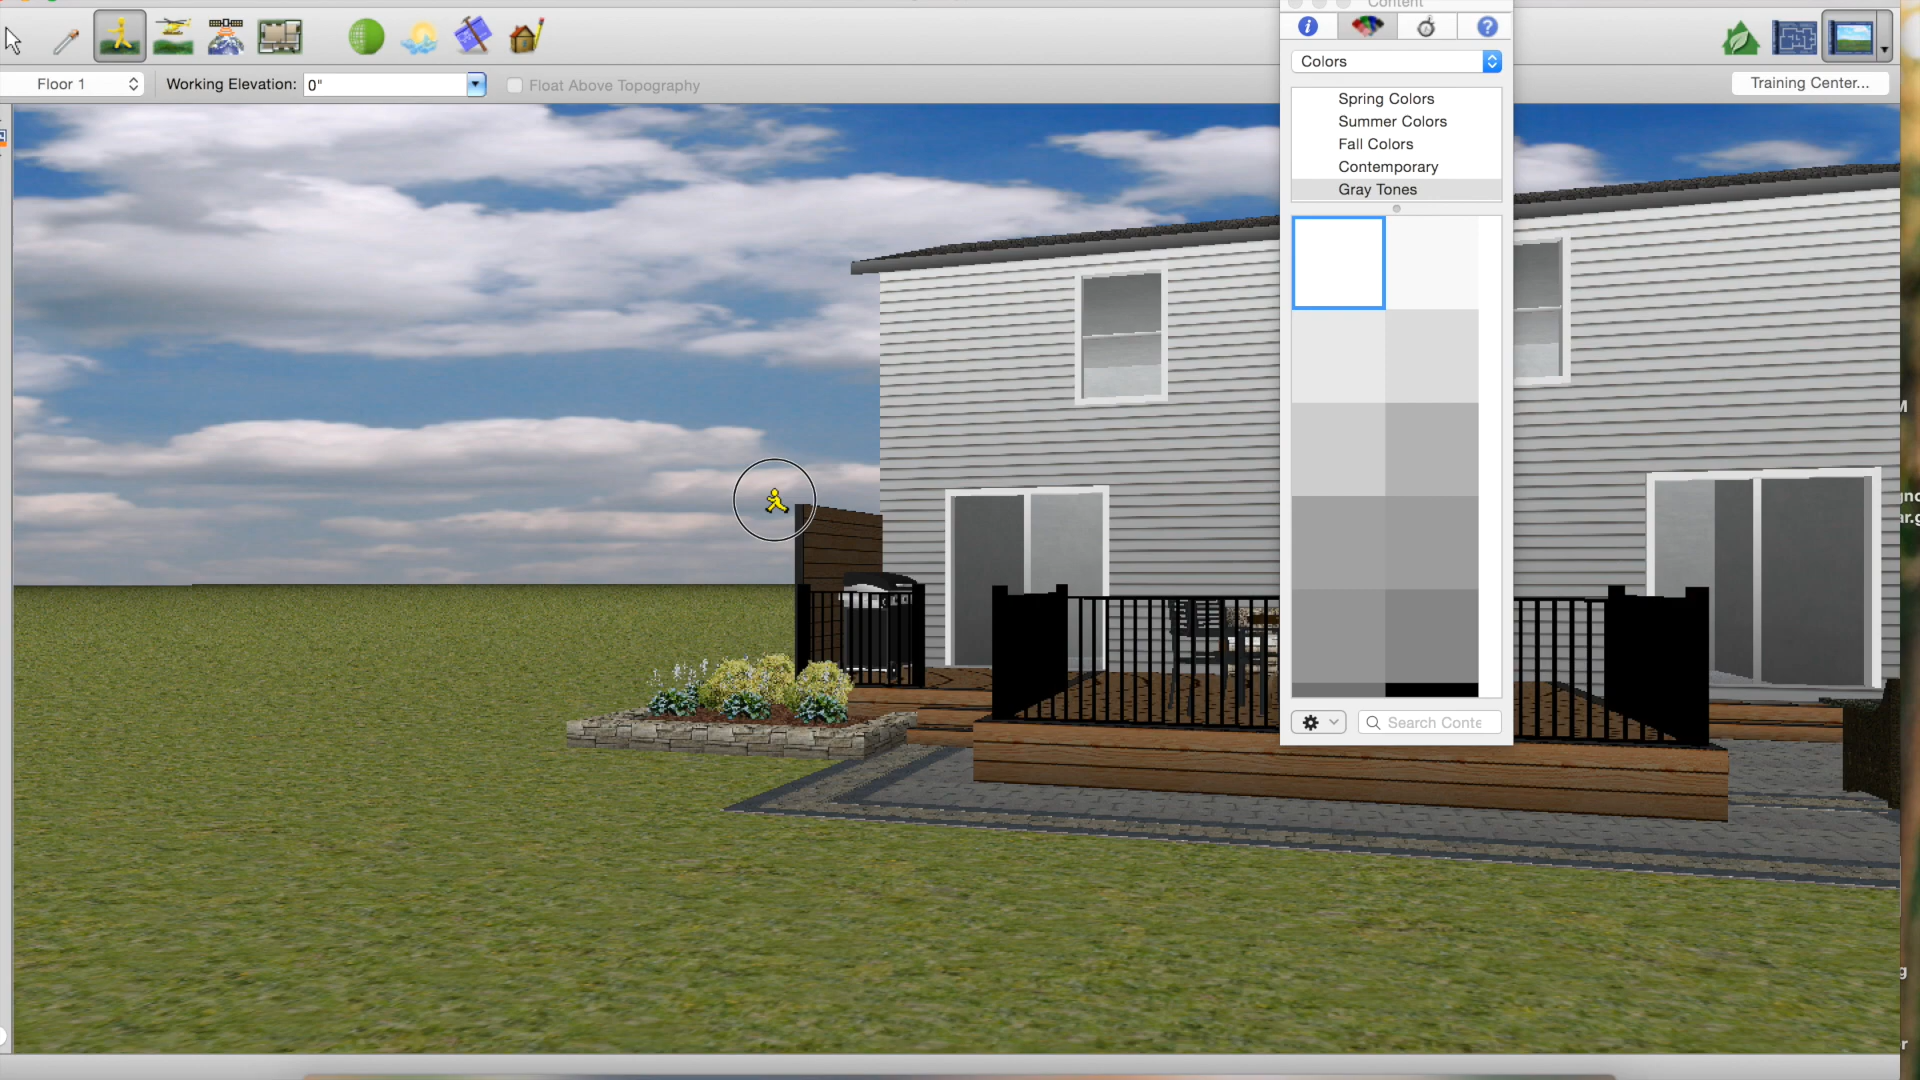 Content
Colors
Floor 1
Working Elevation:
0"
Float Above Topography
Training Center...
Spring Colors
Summer Colors
Fall Colors
Contemporary
Gray Tones
Search Conte